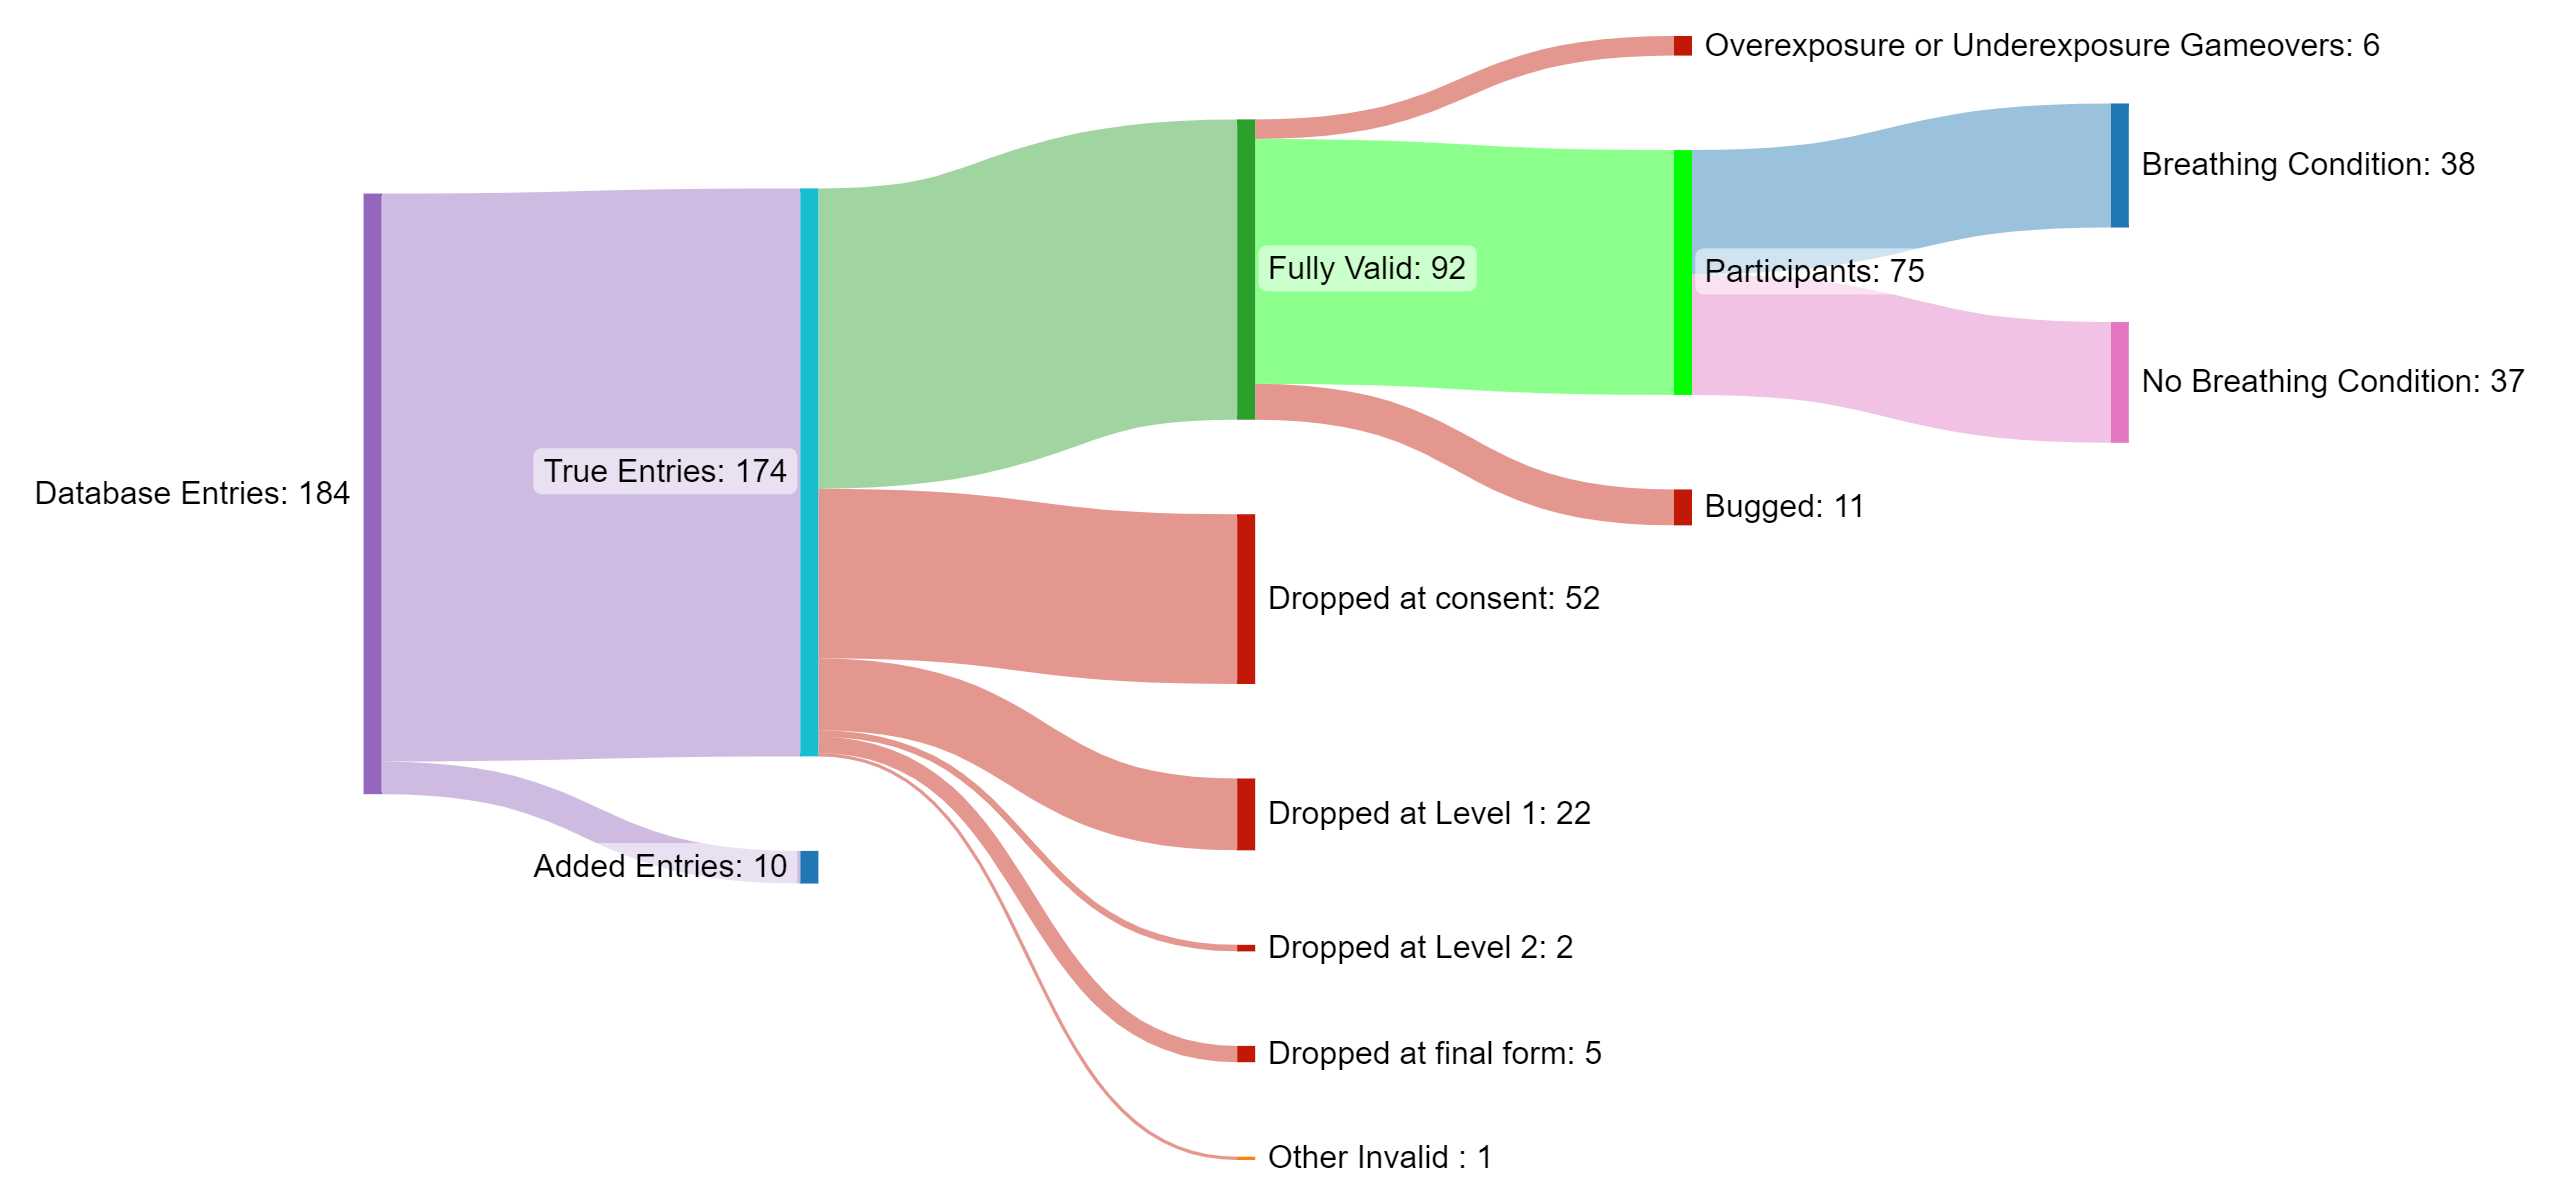 Database Entries: 184
True Entries: 174
Added Entries: 10
Fully Valid: 92
Dropped at consent: 52
Dropped at Level 1: 22
Dropped at Level 2: 2
Dropped at final form: 5
Other Invalid : 1
Overexposure or Underexposure Gameovers: 6
Participants: 75
Bugged: 11
Breathing Condition: 38
No Breathing Condition: 37